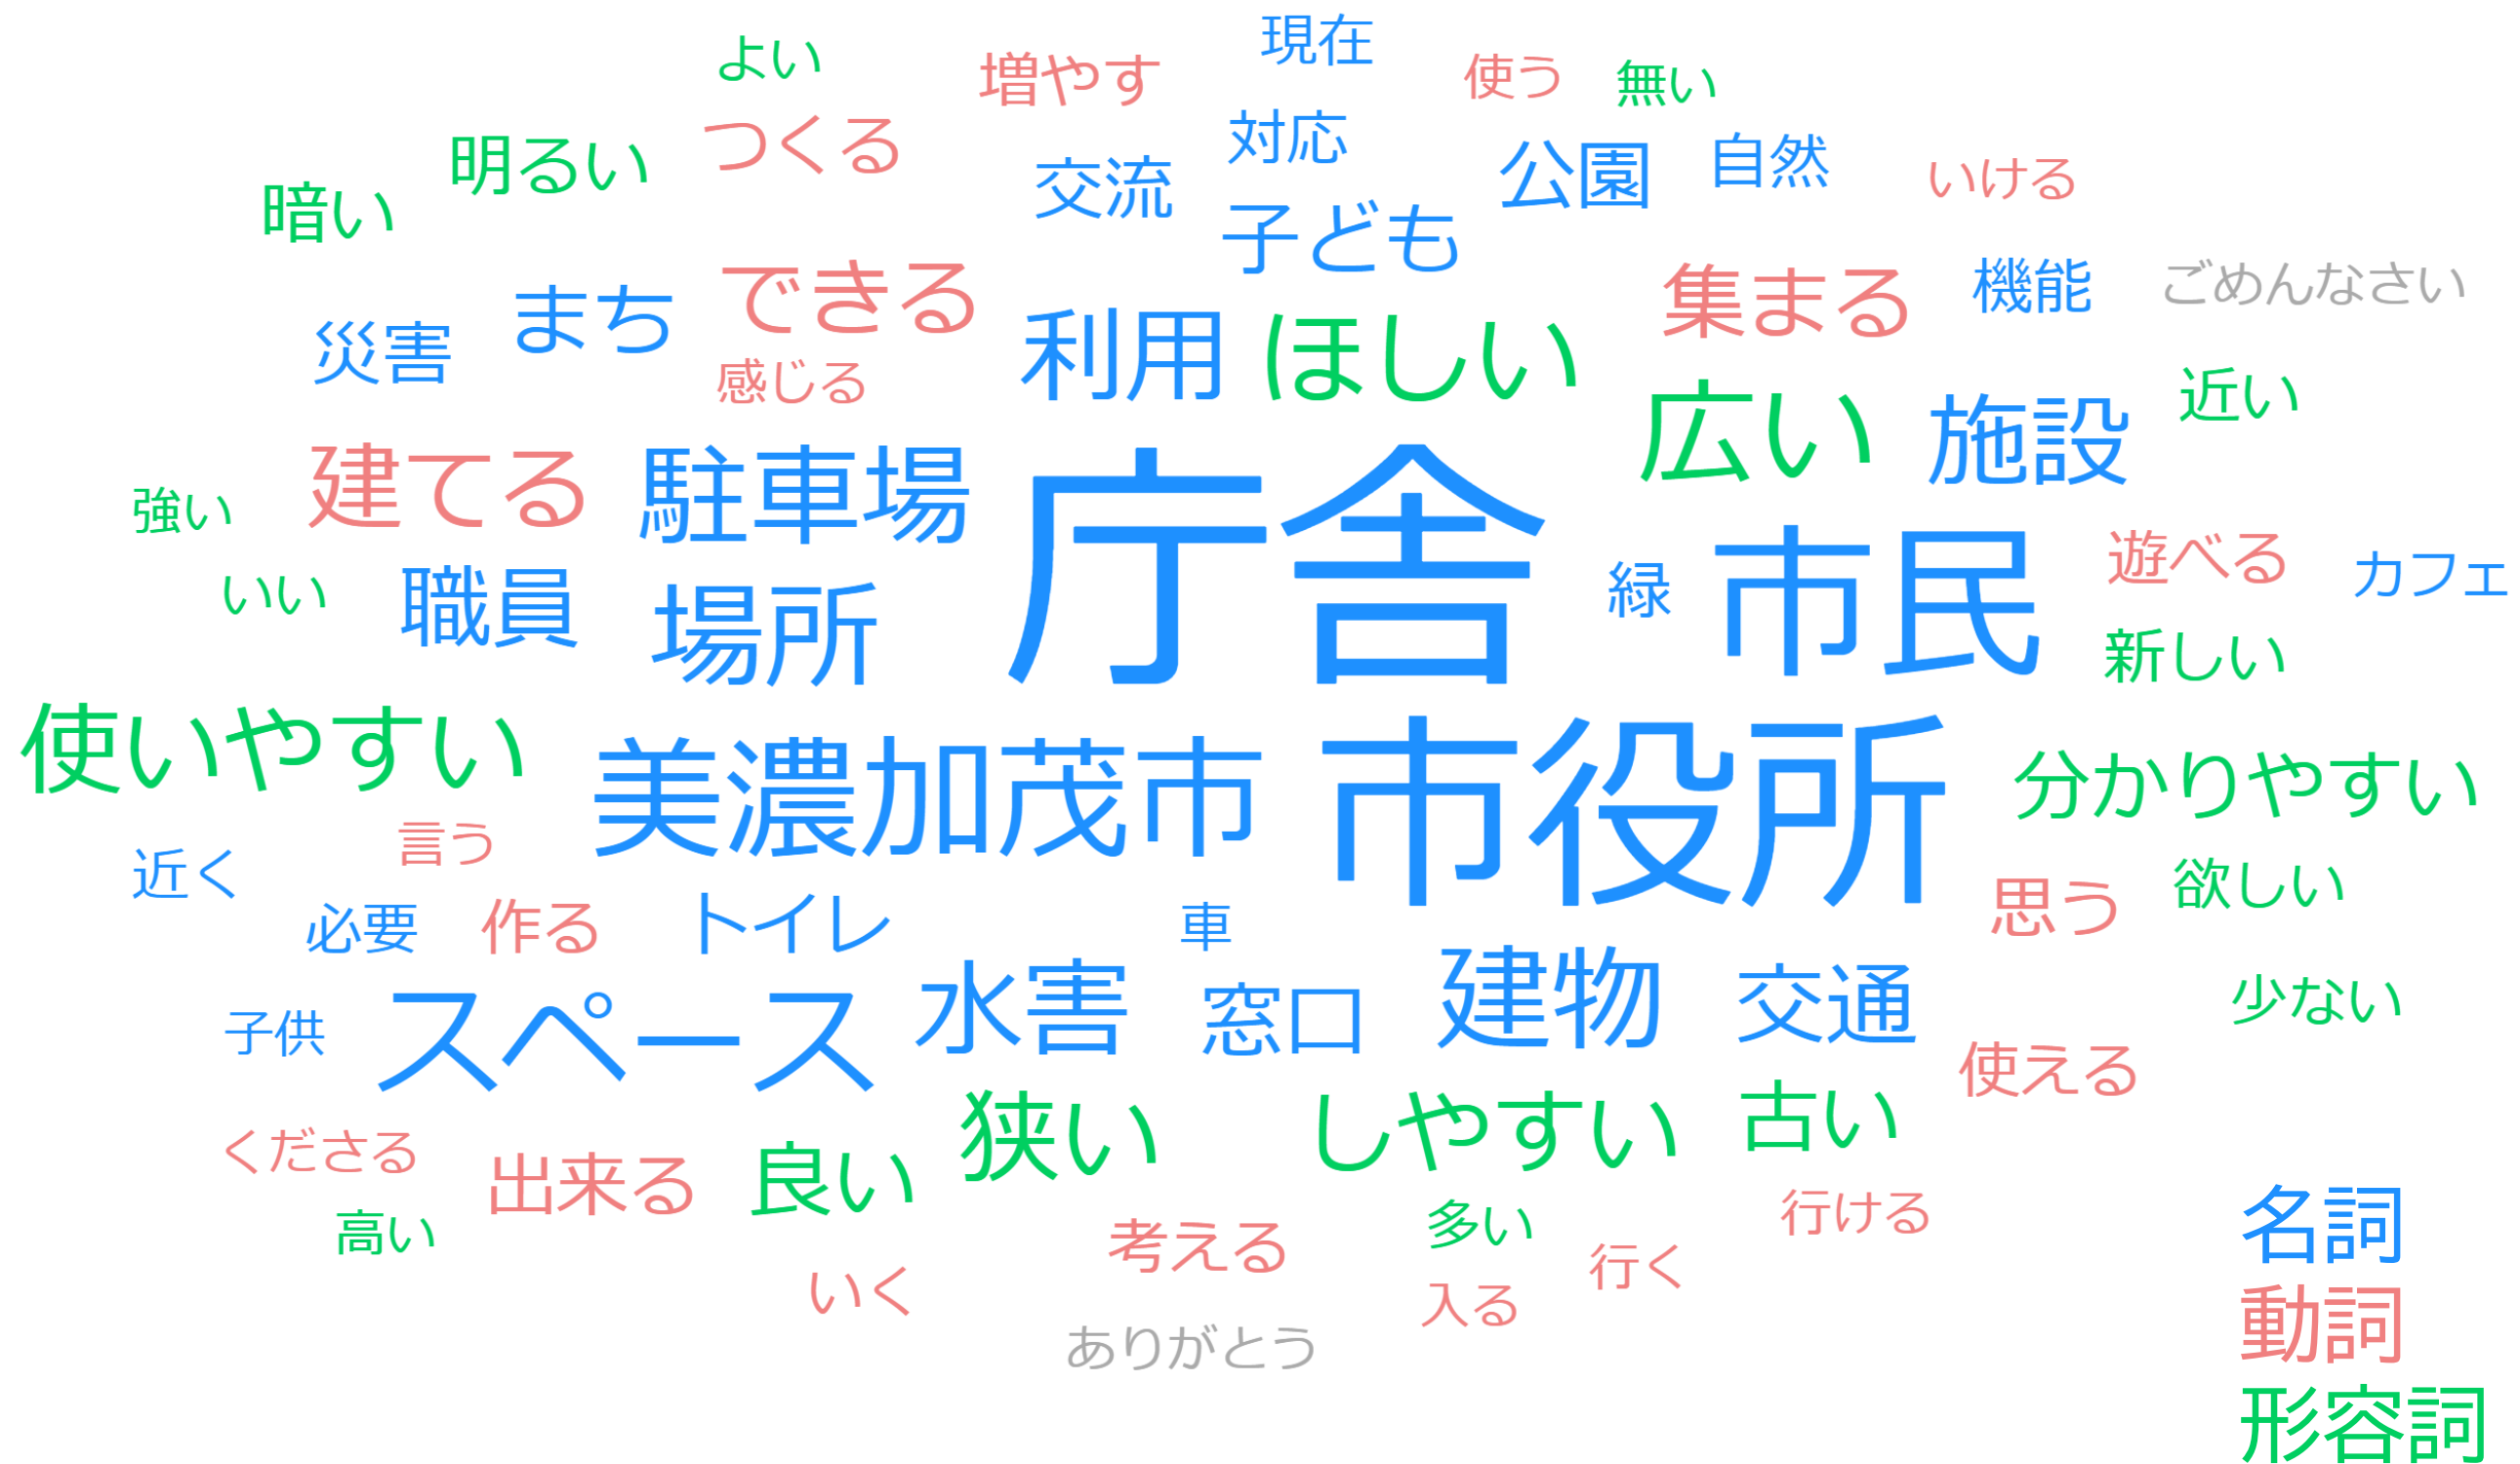 現在
よい
増やす
使う
無い
明るい
つくる
対応
公園
自然
暗い
交流
子ども
いける
まち
できる
集まる
機能
ごめんなさい
災害
感じる
利用
ほしい
広い
施設
近い
強い
建てる
駐車場
庁舎
市民
遊べる
カフェ
いい
職員
場所
緑
新しい
使いやすい
美濃加茂市
市役所
分かりやすい
言う
近く
欲しい
必要
作る
トイレ
車
思う
子供
スペース
水害
窓口
建物
交通
少ない
使える
くださる
出来る
良い
狭い
しやすい
古い
高い
考える
多い
行ける
いく
入る
行く
ありがとう
名詞
動詞
形容詞